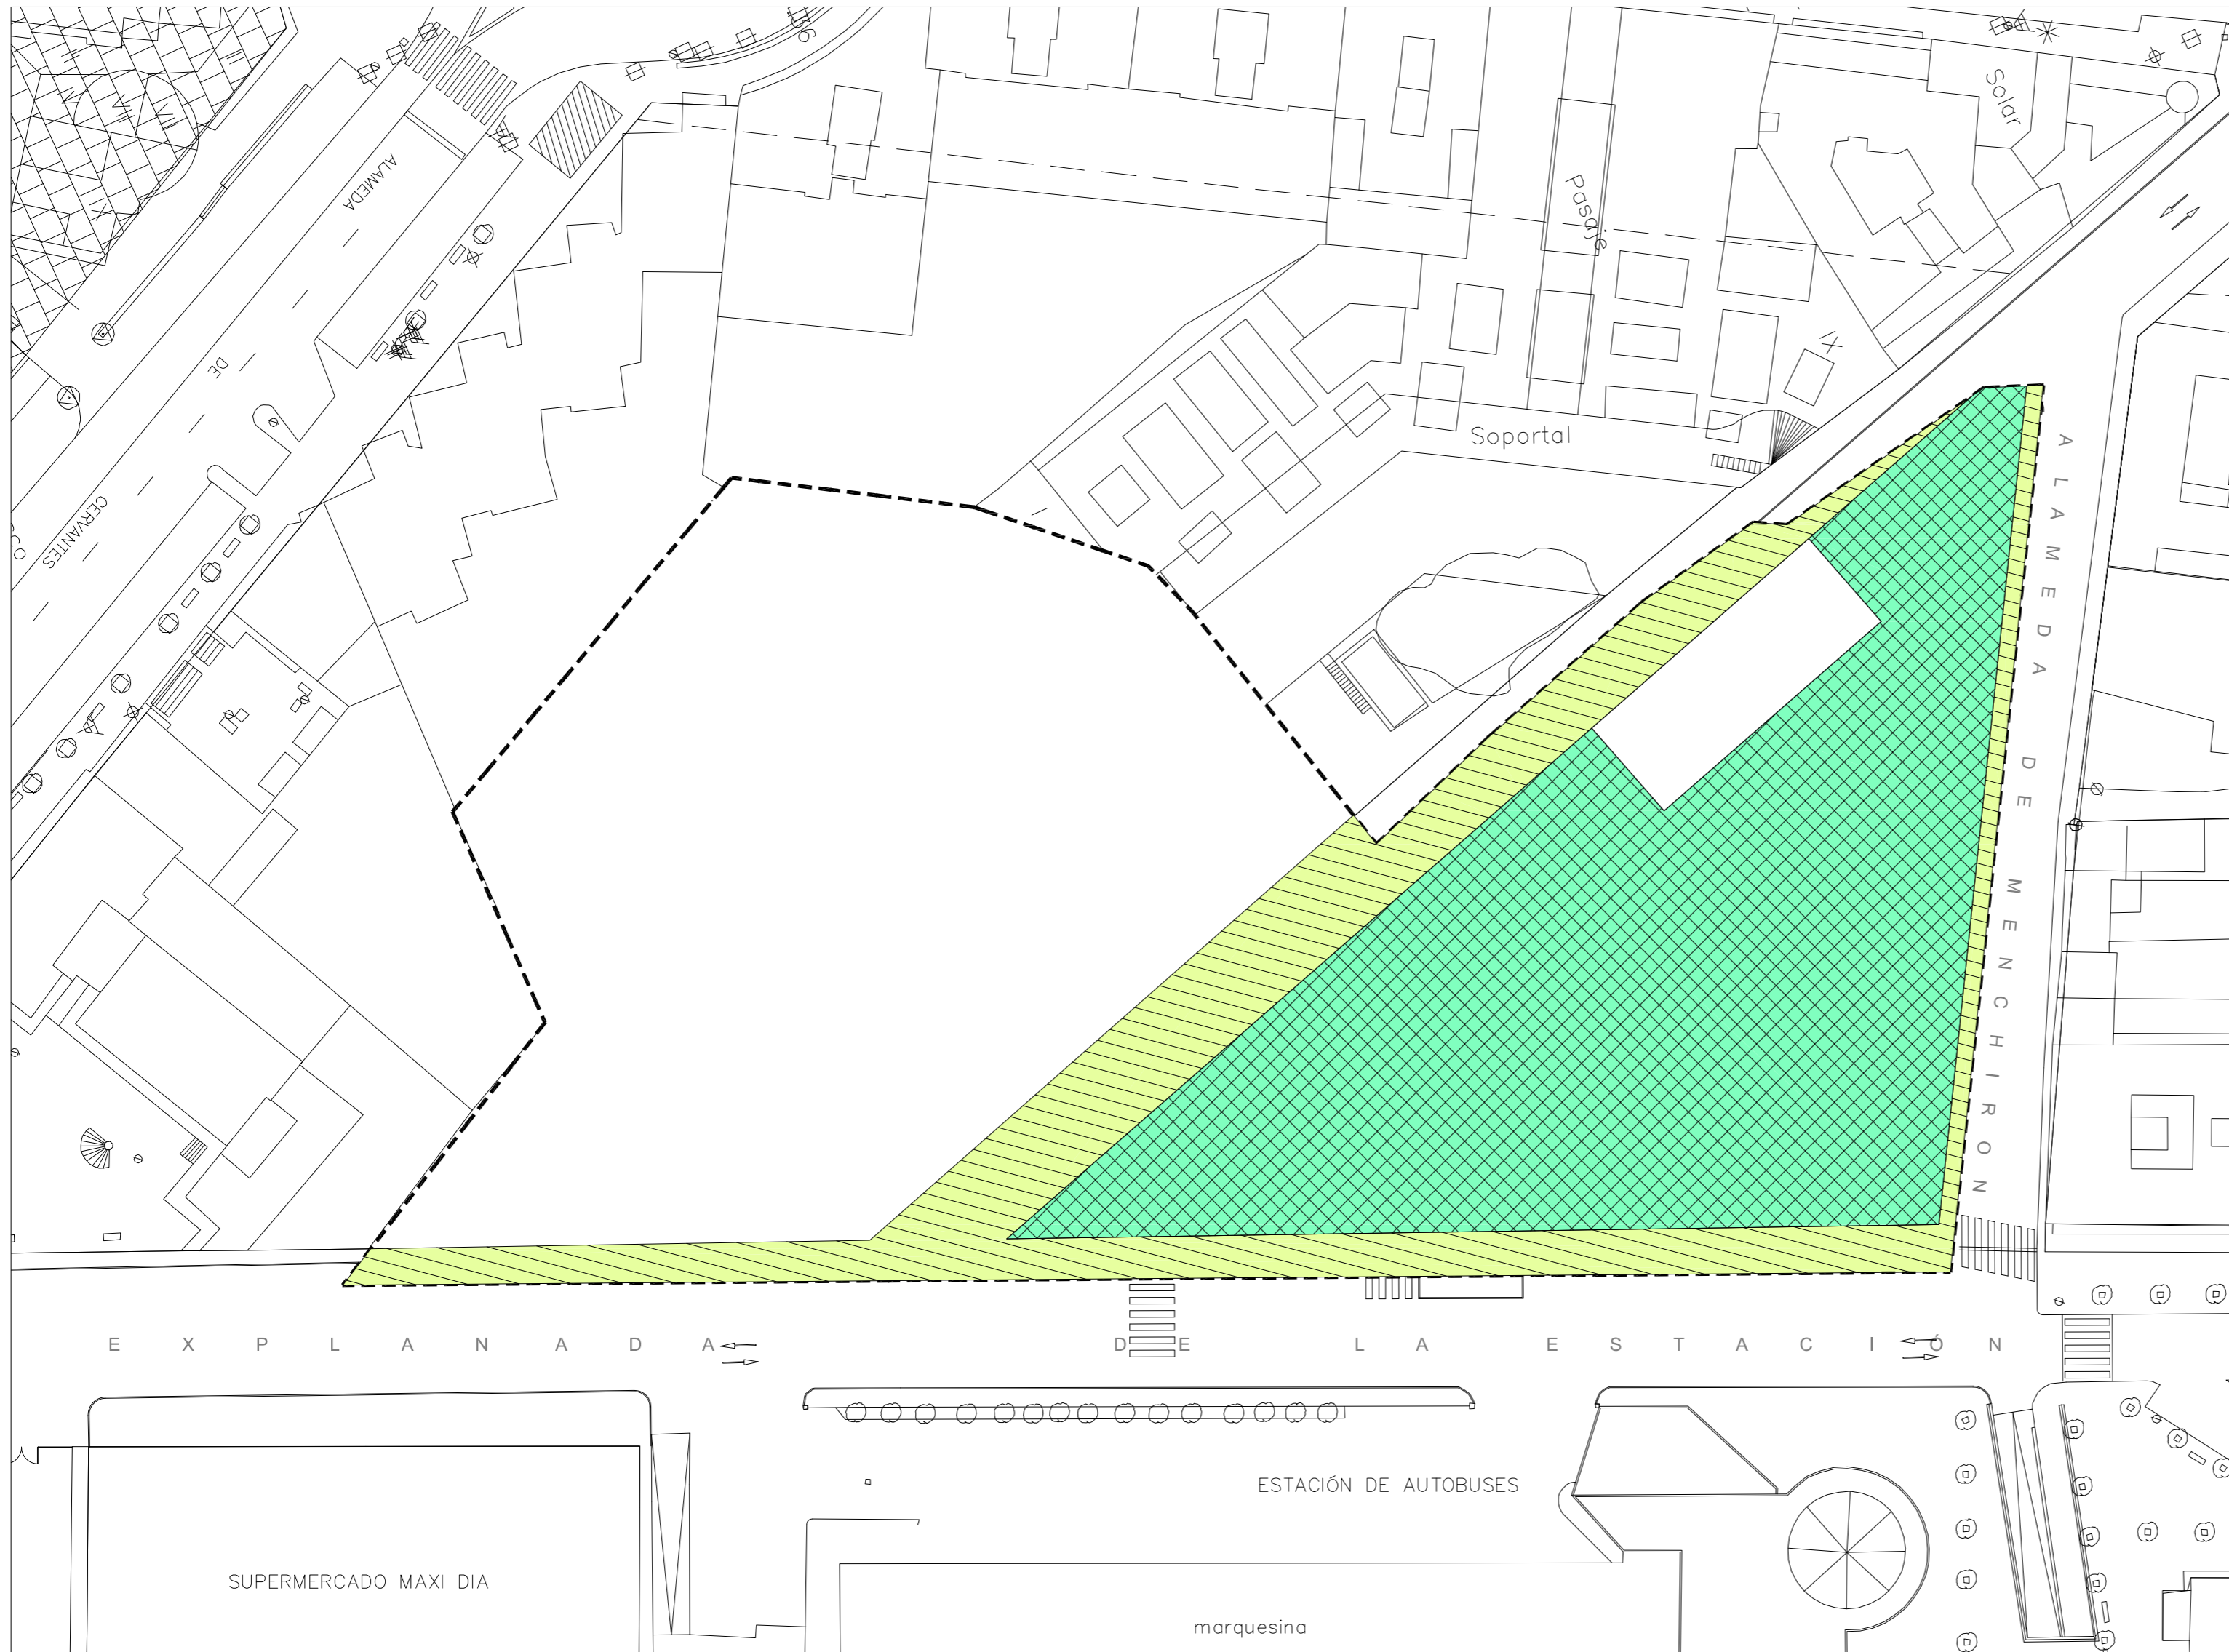 Solar
ALAMEDA
Pasaje
DE
Soportal
ALAMEDA DE MENCHIRON
CERVANTES
EXPLANADA DE LA ESTACIÓN
ESTACIÓN DE AUTOBUSES
SUPERMERCADO MAXI DIA
marquesina